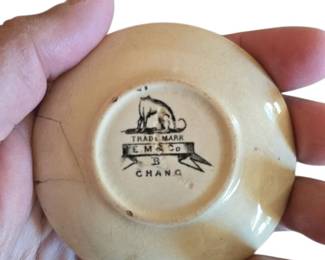 TRADE MARK
E. M & Co
B
CHANG